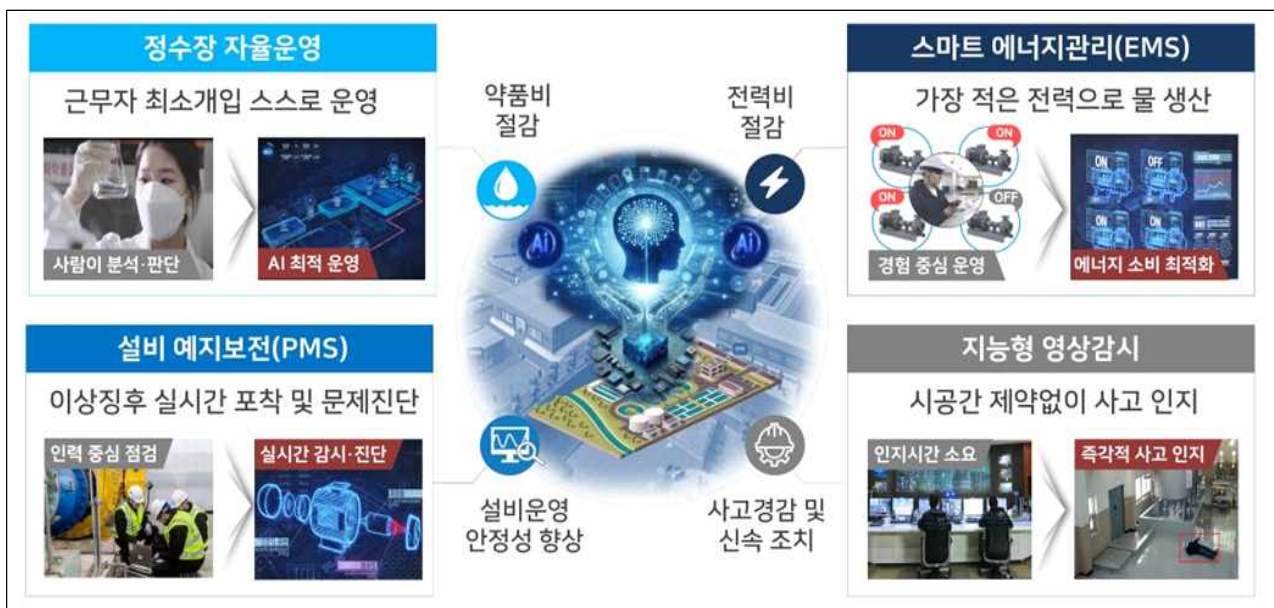 정수장 자율운영
근무자 최소개입 스스로 운영
사람이 분석·판단
AI 최적 운영
약품비
절감
전력비
절감
스마트 에너지관리(EMS)
가장 적은 전력으로 물 생산
ON
ON
ON
OFF
경험 중심 운영
ON
OFF
ON
ON
에너지 소비 최적화
Ai
Ai
설비 예지보전(PMS)
이상징후 실시간 포착 및 문제진단
인력 중심 점검
실시간 감시·진단
설비운영
안정성 향상
사고경감 및
신속 조치
지능형 영상감시
시공간 제약없이 사고 인지
인지시간 소요
즉각적 사고 인지